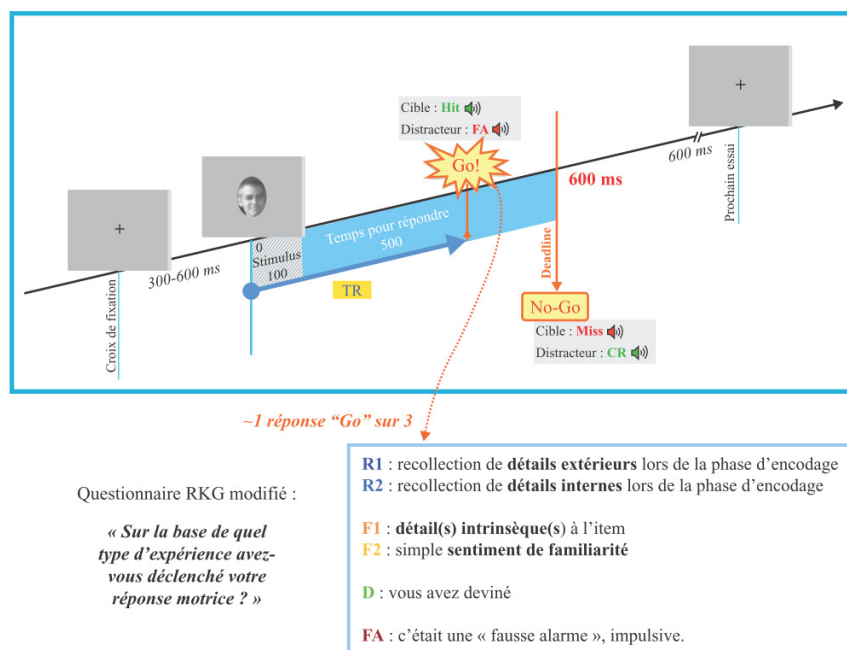 +
Cible : Hit
Distracteur : FA
Go!
600 ms
600 ms
Prochain essai
+
0
Stimulus
100
Temps pour répondre
500
TR
300-600 ms
Croix de fixation
Deadline
No-Go
Cible : Miss
Distracteur : CR
+
~1 réponse “Go” sur 3
Questionnaire RKG modifié :
« Sur la base de quel
type d’expérience avez-
vous déclenché votre
réponse motrice ? »
R1 : recollection de détails extérieurs lors de la phase d’encodage
R2 : recollection de détails internes lors de la phase d’encodage
F1 : détail(s) intrinsèque(s) à l’item
F2 : simple sentiment de familiarité
D : vous avez deviné
FA : c’était une « fausse alarme », impulsive.